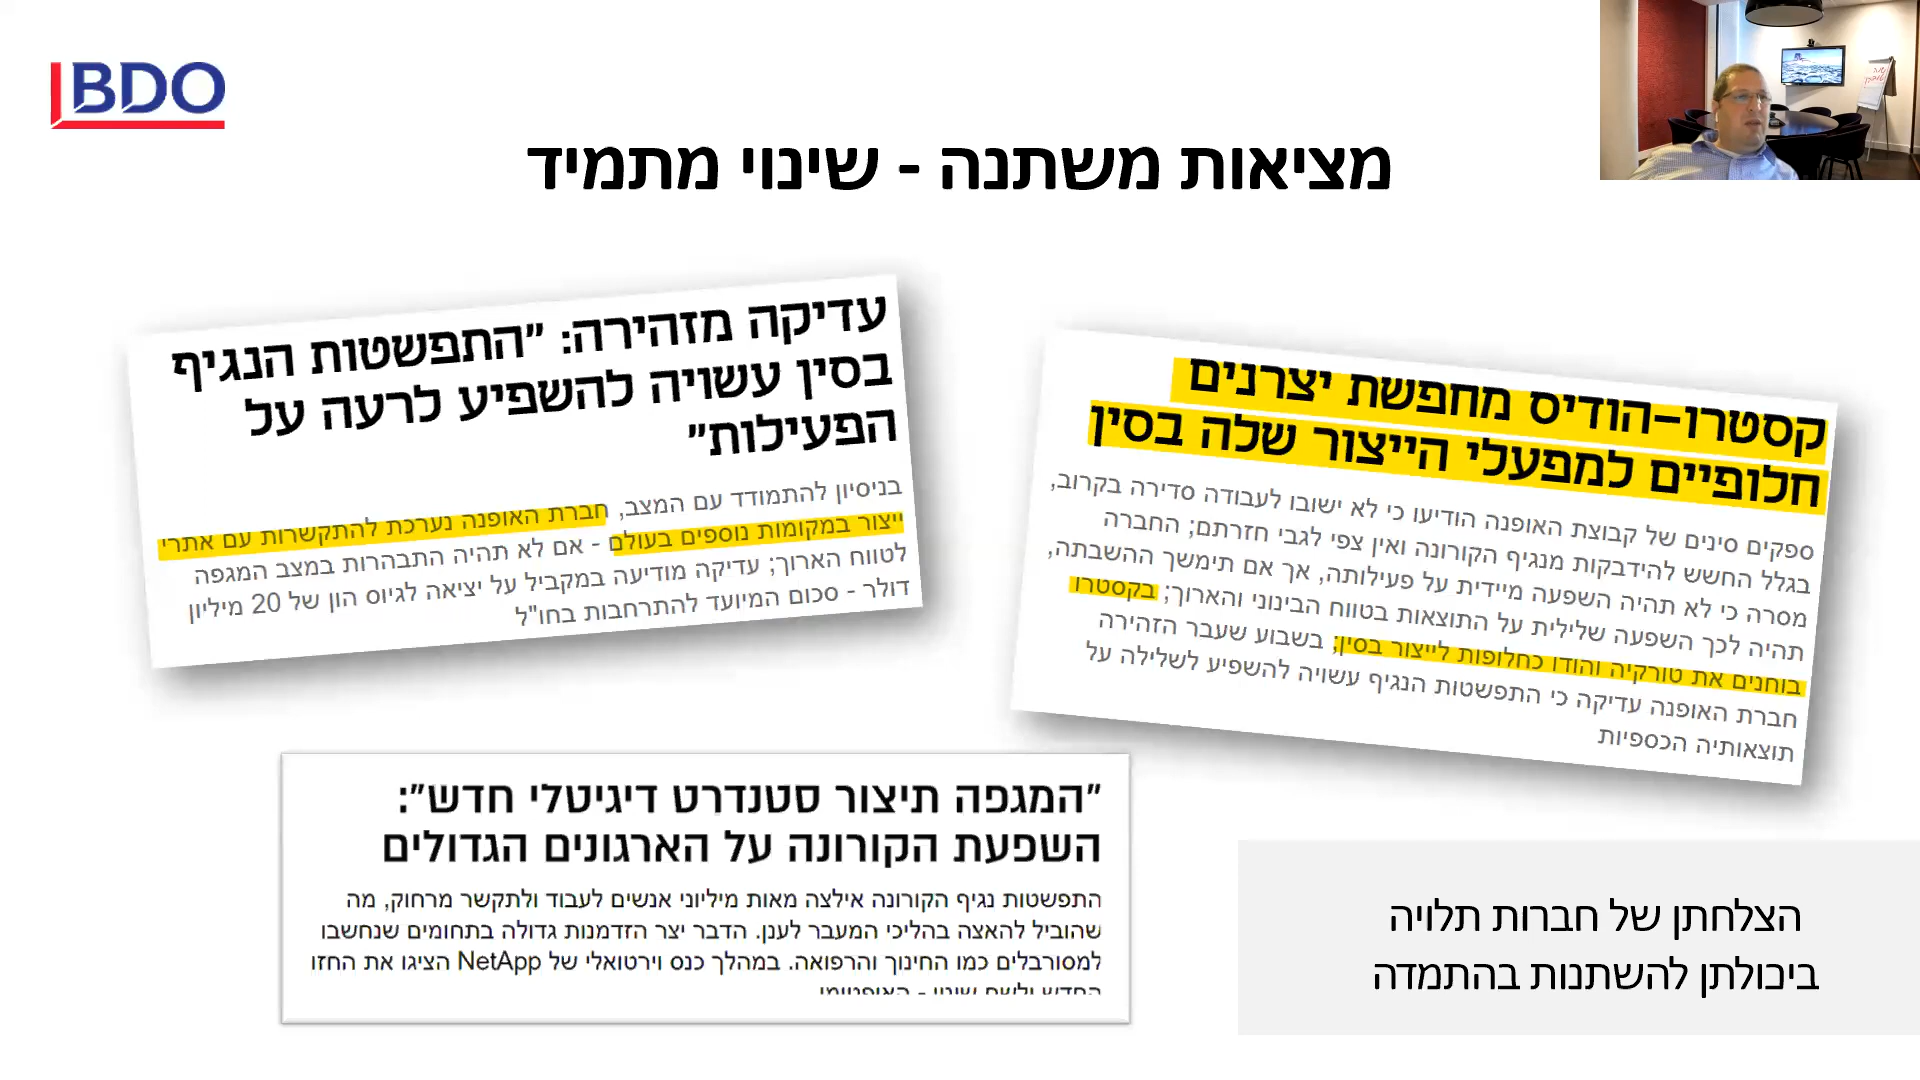 BDO
מציאות משתנה - שינוי מתמיד
קסטרו-הודיס מחפשת יצרנים
חלופיים למפעלי הייצור שלה בסין
ספקים סינים של קבוצת האופנה הודיעו כי לא ישובו לעבודה סדירה בקרוב,
בגלל החשש להידבקות מנגיף הקורונה ואין צפי לגבי חזרתם; החברה
מסרה כי לא תהיה השפעה מיידית על פעילותה, אך אם תימשך ההשבתה,
תהיה לכך השפעה שלילית על התוצאות בטווח הבינוני והארוך; בקסטרו
בוחנים את טורקיה והודו כחלופות לייצור בסין; בשבוע שעבר הזהירה
חברת האופנה עדיקה כי התפשטות הנגיף עשויה להשפיע לשלילה על
תוצאותיה הכספיות
עדיקה מזהירה: "התפשטות הנגיף
בסין עשויה להשפיע לרעה על
הפעילות"
בניסיון להתמודד עם המצב, חברת האופנה נערכת להתקשרות עם אתרי
ייצור במקומות נוספים בעולם - אם לא תהיה התבהרות במצב המגפה
לטווח הארוך; עדיקה מודיעה במקביל על יציאה לגיוס הון של 20 מיליון
דולר - סכום המיועד להתרחבות בחו"ל
"המגפה תיצור סטנדרט דיגיטלי חדש":
השפעת הקורונה על הארגונים הגדולים
התפשטות נגיף הקורונה אילצה מאות מיליוני אנשים לעבוד ולתקשר מרחוק, מה
שהוביל להאצה בהליכי המעבר לענן. הדבר יצר הזדמנות גדולה בתחומים שנחשבו
למסורבלים כמו החינוך והרפואה. במהלך כנס וירטואלי של NetApp הציגו את החזו
הצלחתן של חברות תלויה
ביכולתן להשתנות בהתמדה